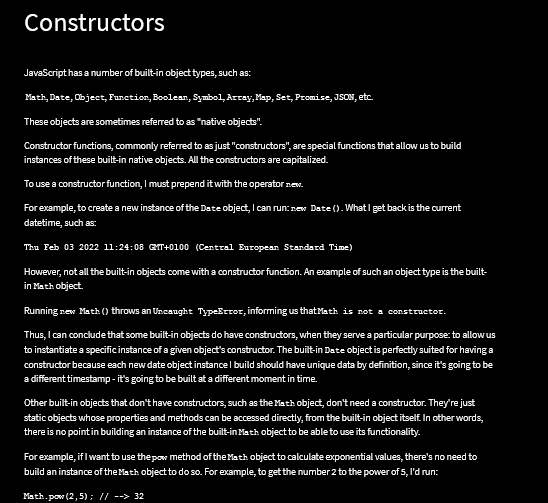 Constructors
JavaScript has a number of built-in object types, such as:
Math, Date, Object, Function, Boolean, Symbol, Array, Map, Set, Promise, JSON, etc.
These objects are sometimes referred to as "native objects".
Constructor functions, commonly referred to as just "constructors", are special functions that allow us to build
instances of these built-in native objects. All the constructors are capitalized.
To use a constructor function, I must prepend it with the operator new.
For example, to create a new instance of the Date object, I can run: new Date(). What I get back is the current
datetime, such as:
Thu Feb 03 2022 11:24:08 GMT+0100 (Central European Standard Time)
However, not all the built-in objects come with a constructor function. An example of such an object type is the built-
in Math object.
Running new Math() throws an Uncaught TypeError, informing us that Math is not a constructor.
Thus, I can conclude that some built-in objects do have constructors, when they serve a particular purpose: to allow us
to instantiate a specific instance of a given object's constructor. The built-in Date object is perfectly suited for having a
constructor because each new date object instance I build should have unique data by definition, since it's going to be
a different timestamp - it's going to be built at a different moment in time.
Other built-in objects that don't have constructors, such as the Math object, don't need a constructor. They're just
static objects whose properties and methods can be accessed directly, from the built-in object itself. In other words,
there is no point in building an instance of the built-in Math object to be able to use its functionality.
For example, if I want to use the pow method of the Math object to calculate exponential values, there's no need to
build an instance of the Math object to do so. For example, to get the number 2 to the power of 5, I'd run:
Math.pow(2,5); // --> 32